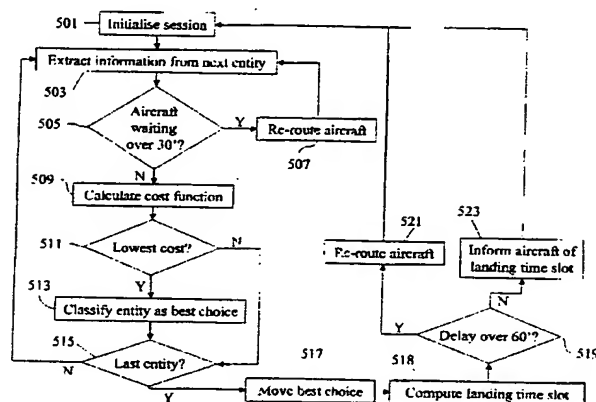 501
Initialise session
Extract information from next entity
503
505
Aircraft
waiting
over 30'?
Y
Re-route aircraft
507
N
509
Calculate cost function
511
Lowest cost?
N
Y
513
Classify entity as best choice
515
Last entity?
N
Y
517
Move best choice
518
Compute landing time slot
519
Delay over 60'?
Y
N
521
Re-route aircraft
523
Inform aircraft of
landing time slot